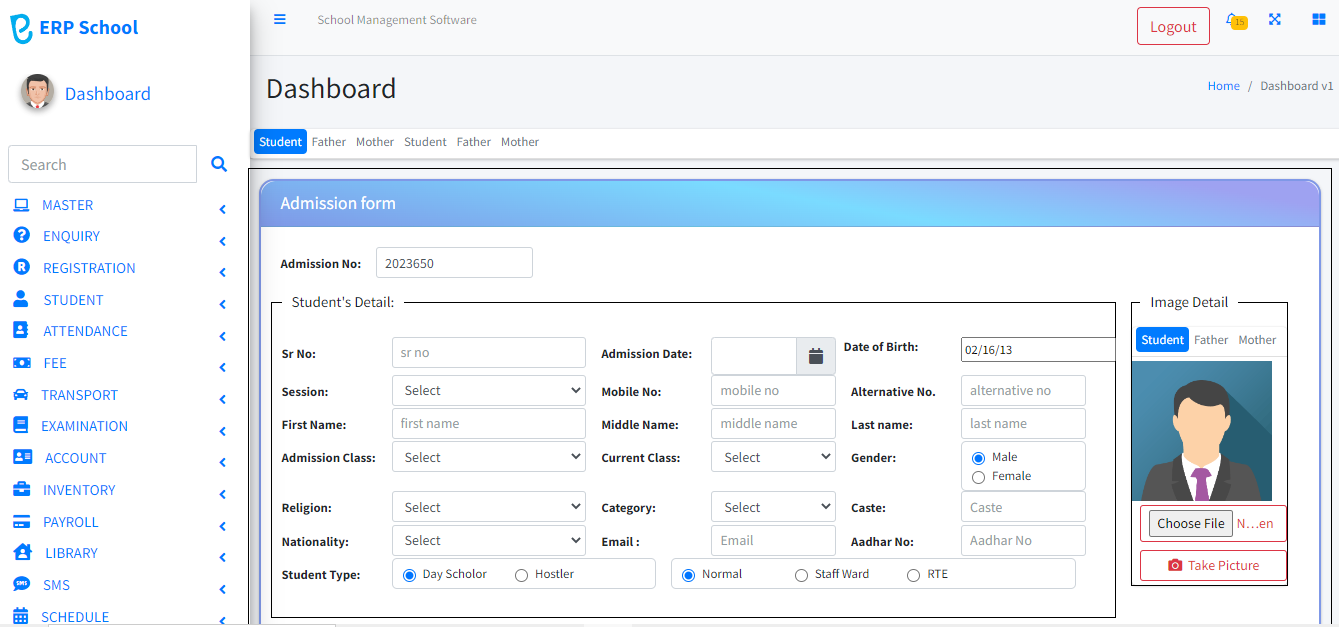 ERP School
School Management Software
Logout
15
Dashboard
Dashboard
Home / Dashboard v1
Search
Student Father Mother Student Father Mother
MASTER
ENQUIRY
REGISTRATION
STUDENT
ATTENDANCE
FEE
TRANSPORT
EXAMINATION
ACCOUNT
INVENTORY
PAYROLL
LIBRARY
SMS
SCHEDULE
Admission form
Admission No: 2023650
Student's Detail:
Sr No: sr no Admission Date: Date of Birth: 02/16/13
Session: Select Mobile No: mobile no Alternative No. alternative no
First Name: first name Middle Name: middle name Last name: last name
Admission Class: Select Current Class: Select Gender: Male
Female
Religion: Select Category: Select Caste: Caste
Nationality: Select Email : Email Aadhar No: Aadhar No
Student Type: Day Scholor Hostler Normal Staff Ward RTE
Image Detail
Student Father Mother
Choose File N...en
Take Picture